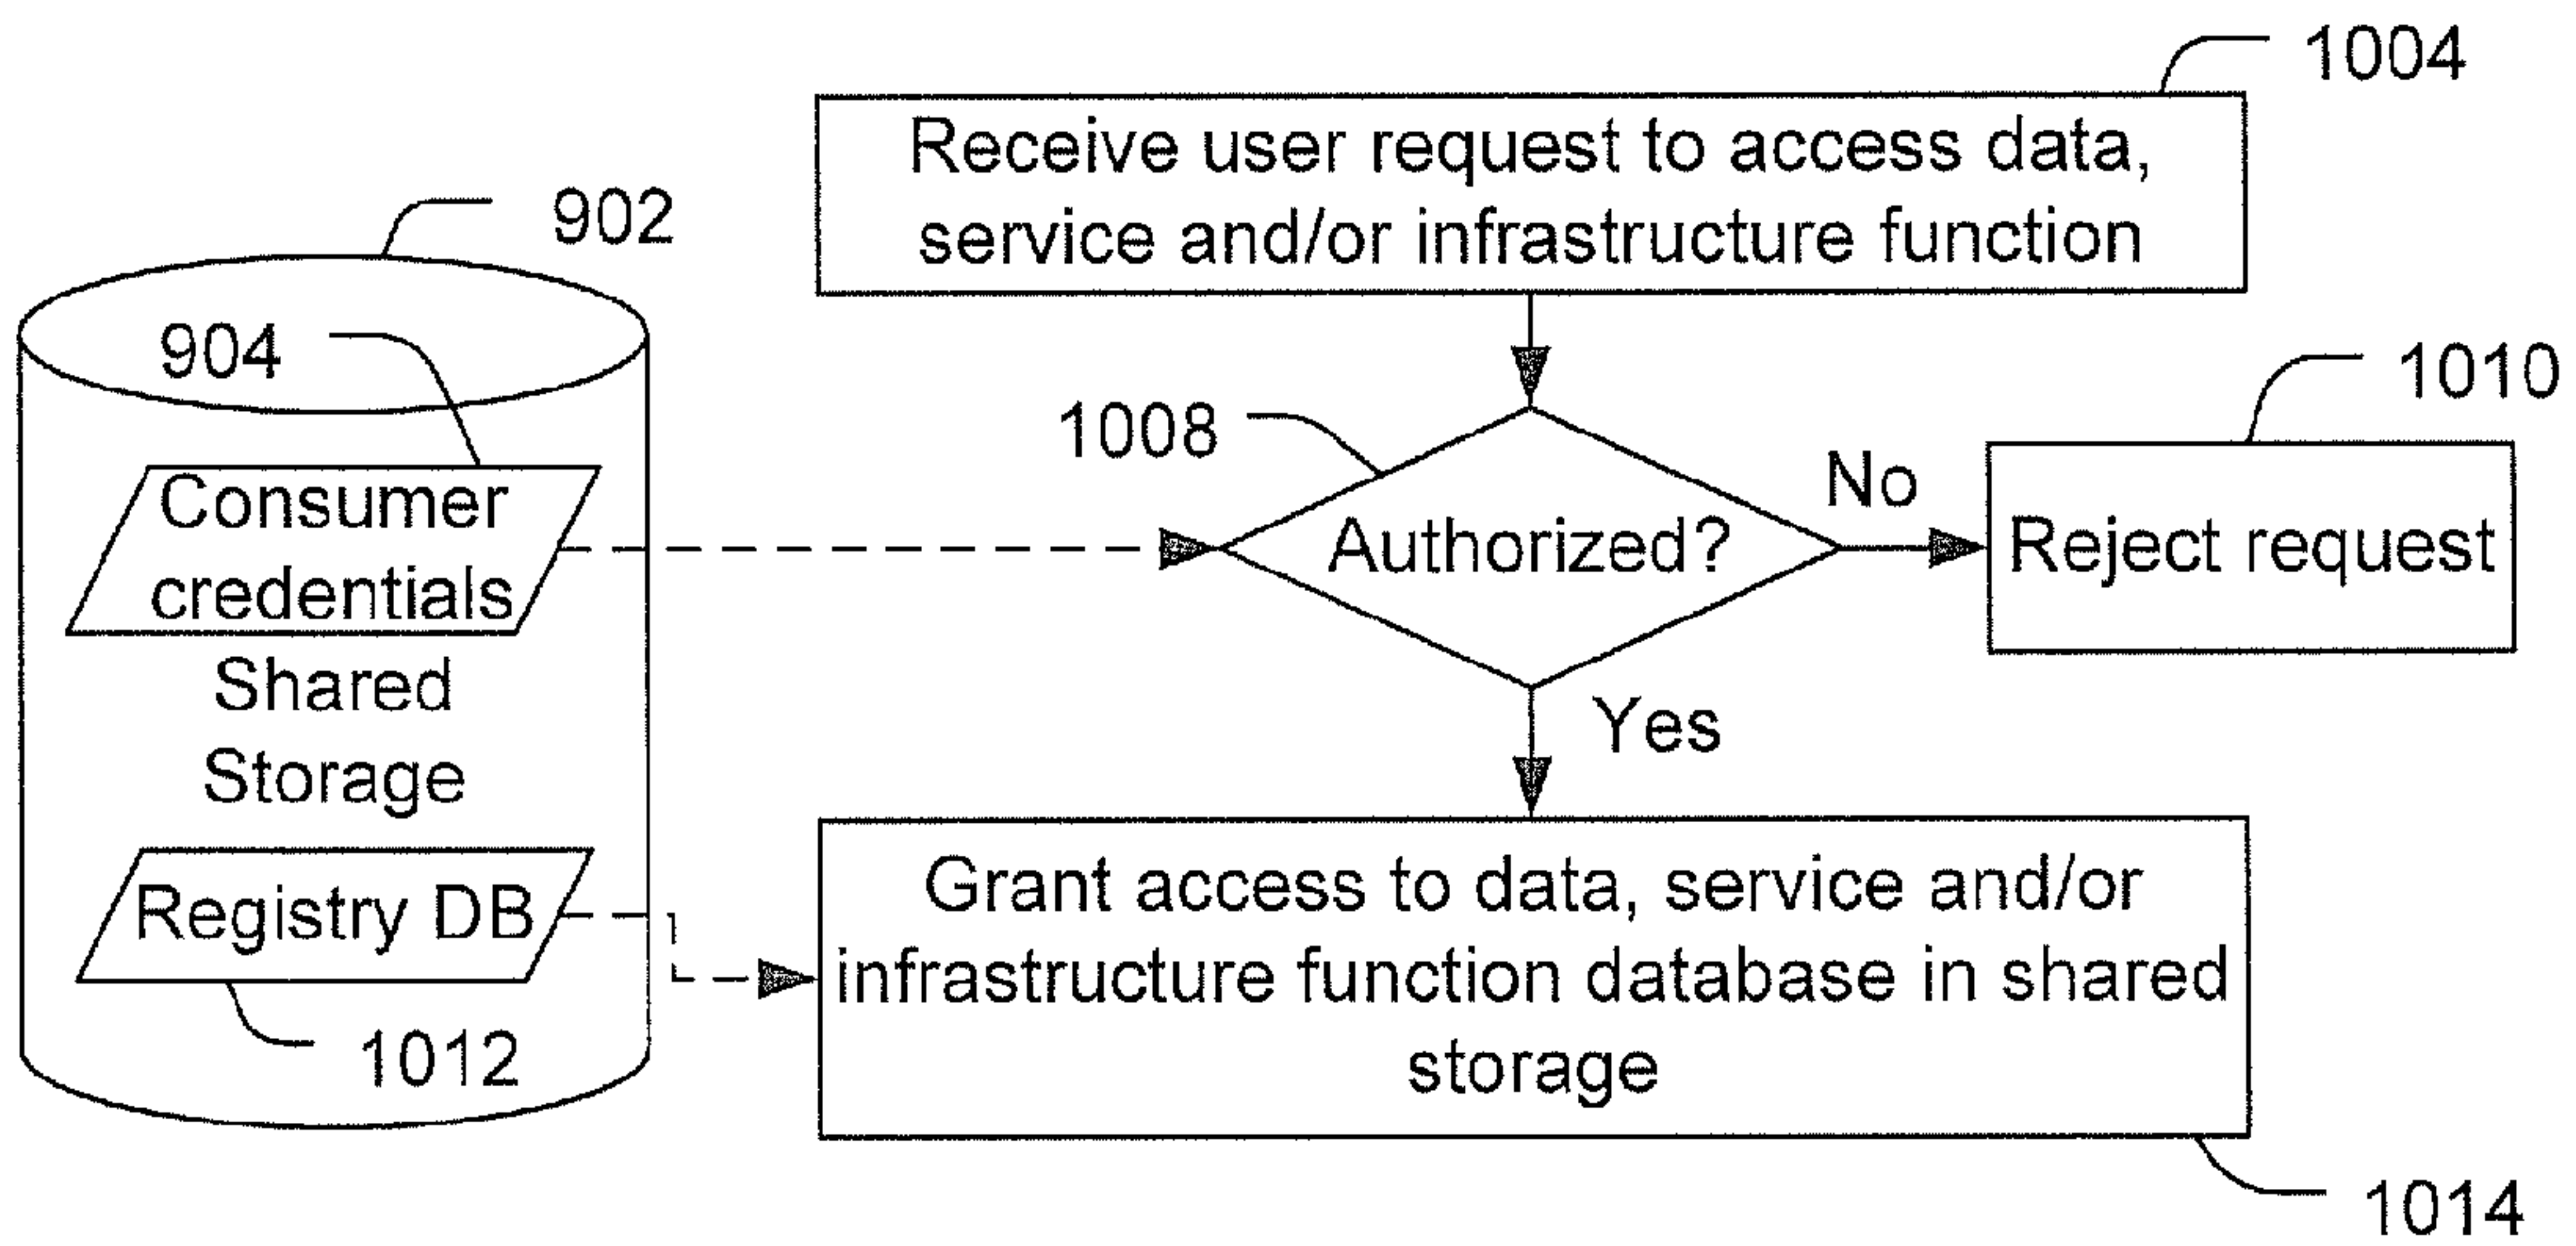 1004
Receive user request to access data,
service and/or infrastructure function
902
904
1010
1008
No
Consumer
credentials
Authorized?
Reject request
Shared
Storage
Yes
Registry DB
1012
Grant access to data, service and/or
infrastructure function database in shared
storage
1014